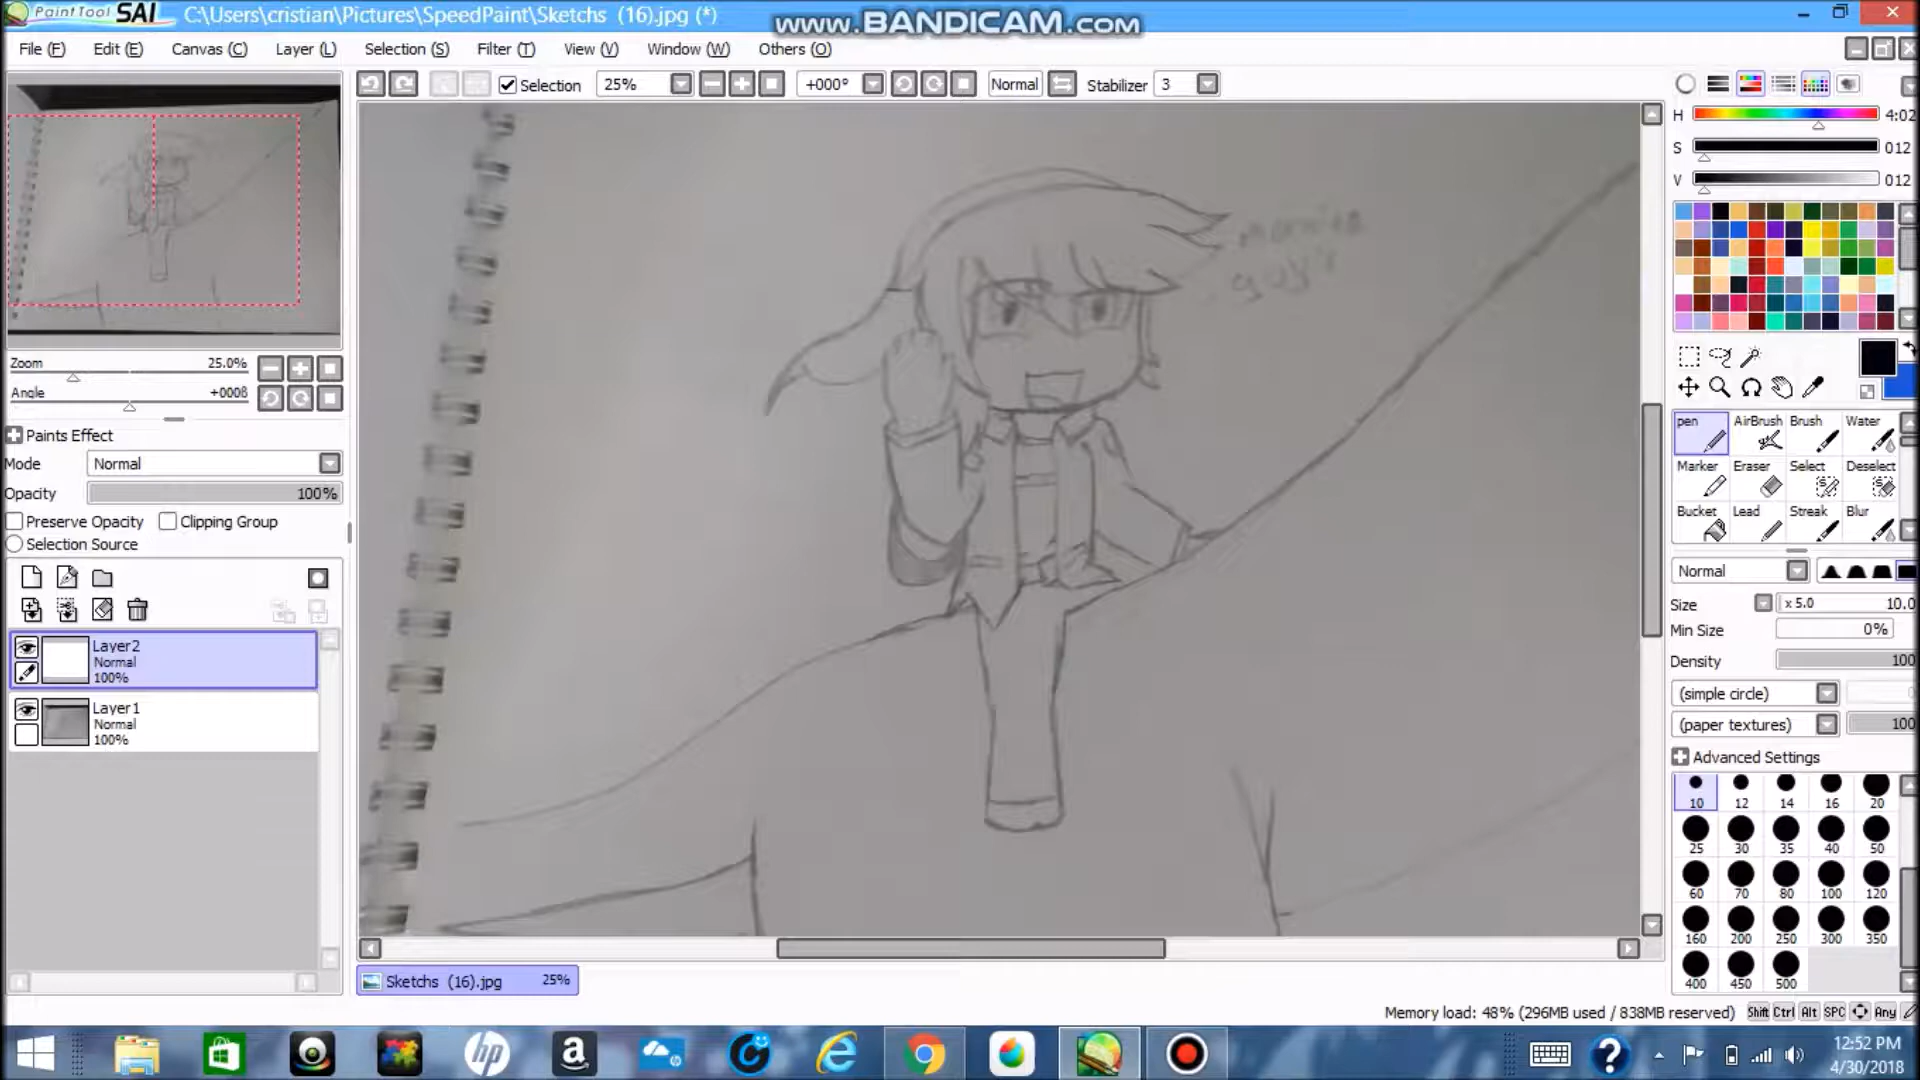 PaintTool SAI C:\Users\cristian\Pictures\SpeedPaint\Sketchs (16).jpg (*)
www.BANDICAM.com
File (F) Edit (E) Canvas (C) Layer (L) Selection (S) Filter (T) View (V) Window (W) Others (O)
Selection 25% +000° Normal Stabilizer 3
H 4:02
S 012
V 012
Zoom 25.0%
Angle +000
Paints Effect
Mode Normal
Opacity 100%
Preserve Opacity Clipping Group
Selection Source
Layer2
Normal
100%
Layer1
Normal
100%
pen AirBrush Brush Water
Marker Eraser Select Deselect
Bucket Lead Streak Blur
Normal
Size x 5.0 10.0
Min Size 0%
Density 100
(simple circle)
(paper textures) 100
Advanced Settings
10 12 14 16 20
25 30 35 40 50
60 70 80 100 120
160 200 250 300 350
400 450 500
Sketchs (16).jpg 25%
Memory load: 48% (296MB used / 838MB reserved) Shift Ctrl Alt SPC Any
hp
a
12:52 PM
4/30/2018